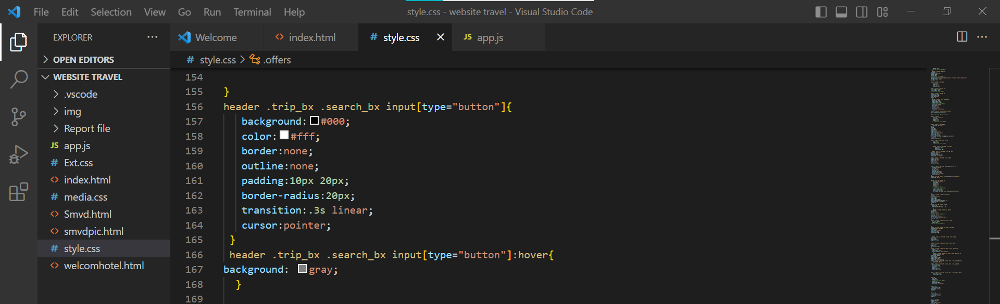 File Edit Selection View Go Run Terminal Help style.css - website travel - Visual Studio Code
EXPLORER ···
OPEN EDITORS
WEBSITE TRAVEL
.vscode
img
Report file
JS app.js
# Ext.css
<> index.html
# media.css
<> Smvd.html
<> smvdpic.html
# style.css
<> welcomhotel.html
Welcome <> index.html # style.css JS app.js
# style.css > .offers
154
155 }
156 header .trip_bx .search_bx input[type="button"]{
157 background:#000;
158 color:#fff;
159 border:none;
160 outline:none;
161 padding:10px 20px;
162 border-radius:20px;
163 transition:.3s linear;
164 cursor:pointer;
165 }
166 header .trip_bx .search_bx input[type="button"]:hover{
167 background: gray;
168 }
169